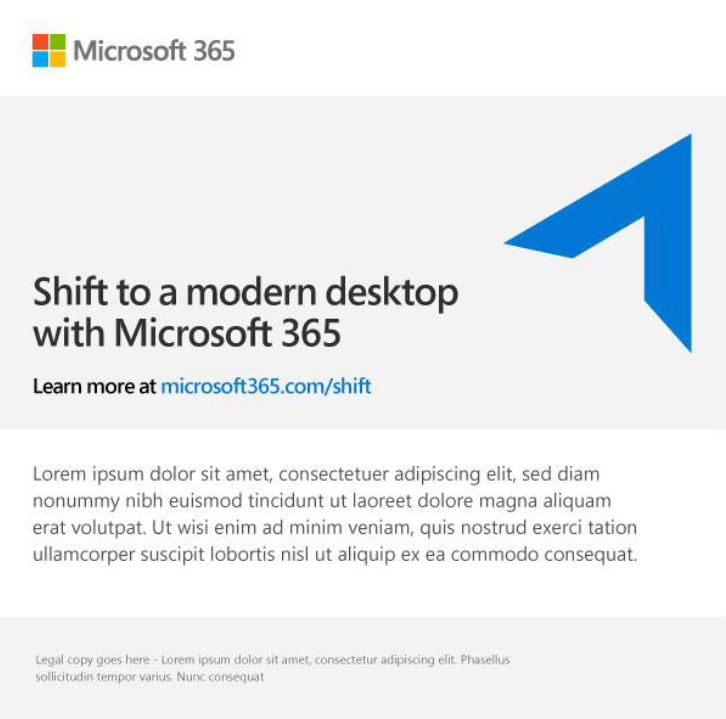 Microsoft 365
Shift to a modern desktop
with Microsoft 365
Learn more at microsoft365.com/shift
Lorem ipsum dolor sit amet, consectetuer adipiscing elit, sed diam
nonummy nibh euismod tincidunt ut laoreet dolore magna aliquam
erat volutpat. Ut wisi enim ad minim veniam, quis nostrud exerci tation
ullamcorper suscipit lobortis nisl ut aliquip ex ea commodo consequat.
Legal copy goes here - Lorem ipsum dolor sit amet, consectetur adipiscing elit. Phasellus
sollicitudin tempor varius. Nunc consequat